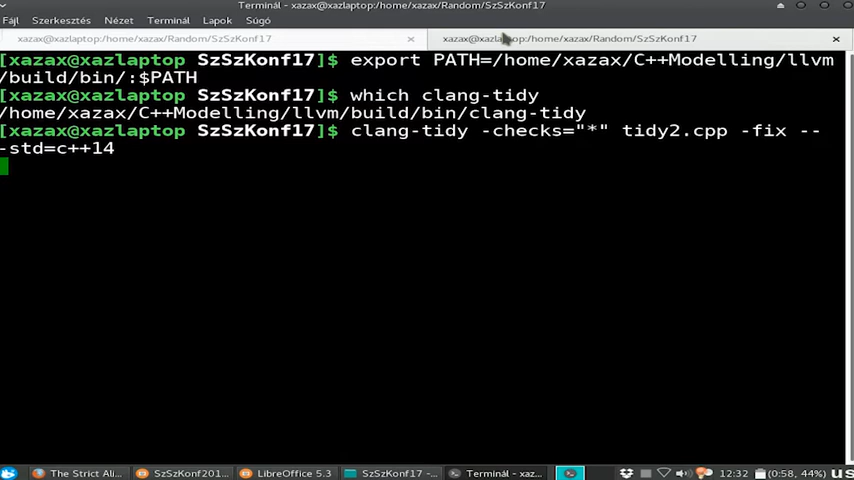 Terminál - xazax@xazlaptop:/home/xazax/Random/SzSzKonf17
Fájl Szerkesztés Nézet Terminál Lapok Súgó
xazax@xazlaptop:/home/xazax/Random/SzSzKonf17 xazax@xazlaptop:/home/xazax/Random/SzSzKonf17
[xazax@xazlaptop SzSzKonf17]$ export PATH=/home/xazax/C++Modelling/llvm
/build/bin/:$PATH
[xazax@xazlaptop SzSzKonf17]$ which clang-tidy
/home/xazax/C++Modelling/llvm/build/bin/clang-tidy
[xazax@xazlaptop SzSzKonf17]$ clang-tidy -checks="*" tidy2.cpp -fix --
-std=c++14
The Strict Ali... SzSzKonf201... LibreOffice 5.3 SzSzKonf17 -... Terminál - xaz... 12:32 (0:58, 44%) us